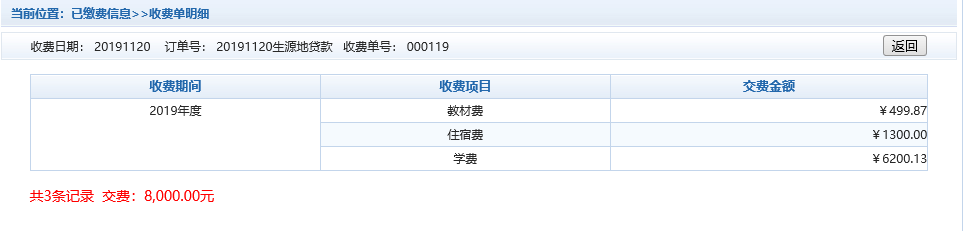 当前位置：已缴费信息>>收费单明细
收费日期： 20191120 订单号： 20191120生源地贷款 收费单号： 000119 返回
收费期间 收费项目 交费金额
2019年度 教材费 ￥499.87
住宿费 ￥1300.00
学费 ￥6200.13
共3条记录 交费：8,000.00元